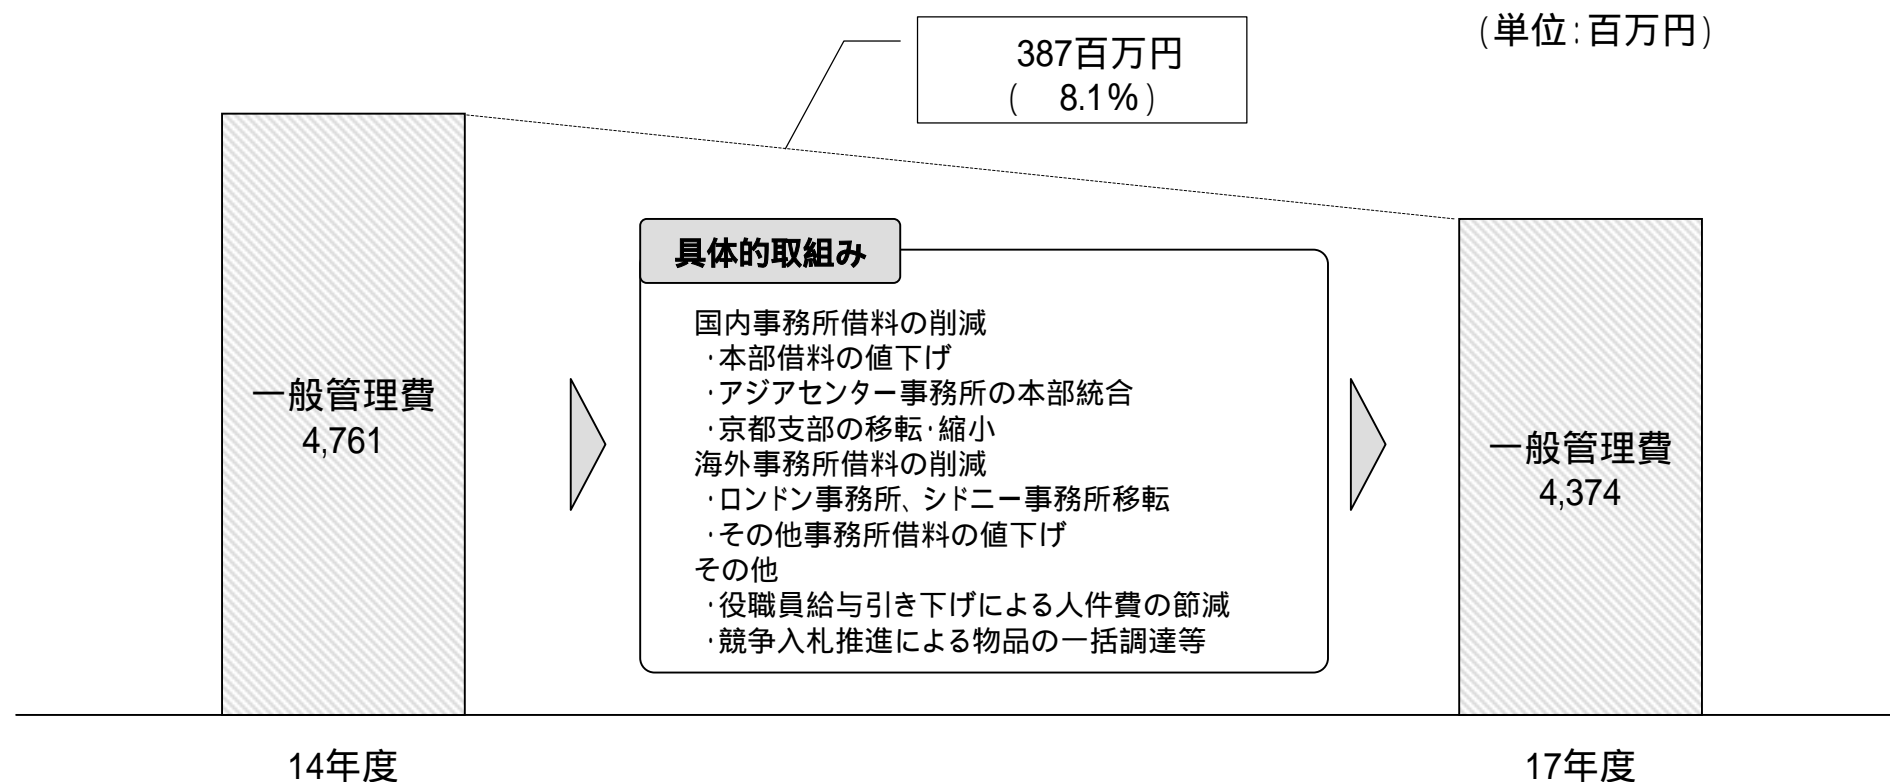 (単位:百万円)
387百万円
( 8.1%)
一般管理費
4,761
具体的取組み
国内事務所借料の削減
・本部借料の値下げ
・アジアセンター事務所の本部統合
・京都支部の移転・縮小
海外事務所借料の削減
・ロンドン事務所、シドニー事務所移転
・その他事務所借料の値下げ
その他
・役職員給与引き下げによる人件費の節減
・競争入札推進による物品の一括調達等
一般管理費
4,374
14年度
17年度